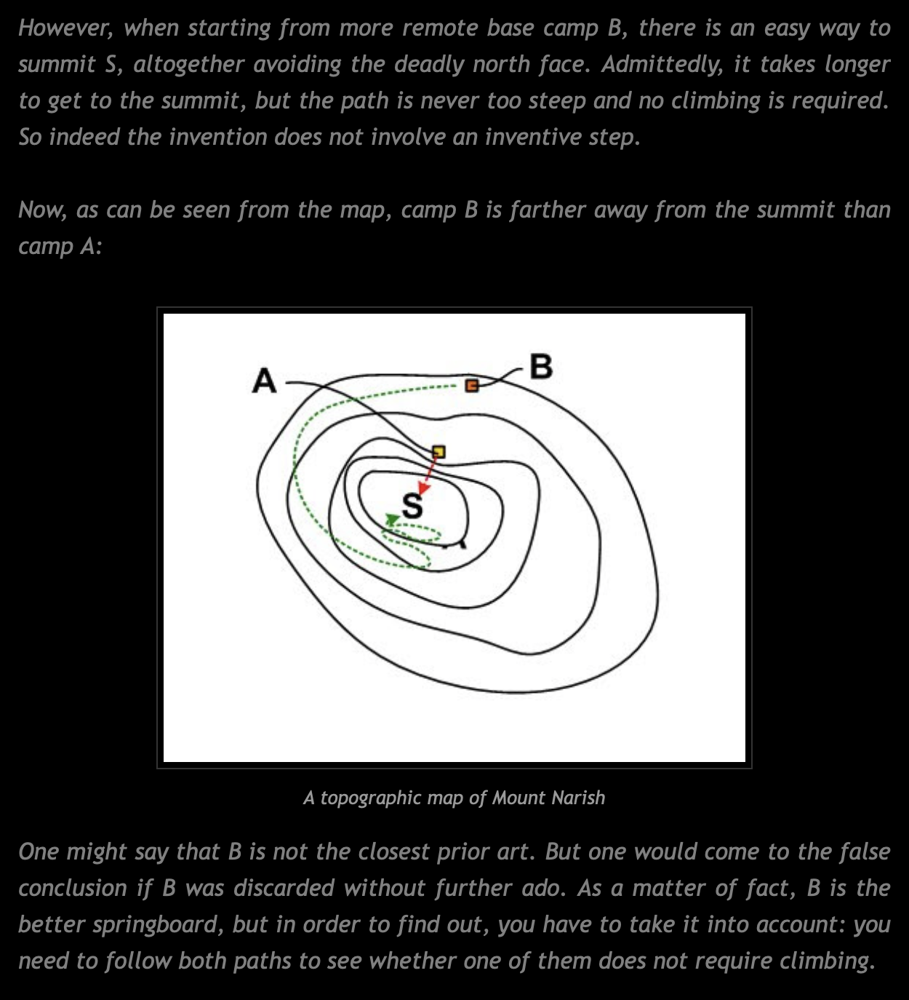 However, when starting from more remote base camp B, there is an easy way to
summit S, altogether avoiding the deadly north face. Admittedly, it takes longer
to get to the summit, but the path is never too steep and no climbing is required.
So indeed the invention does not involve an inventive step.
Now, as can be seen from the map, camp B is farther away from the summit than
camp A:
B
A
S
A topographic map of Mount Narish
One might say that B is not the closest prior art. But one would come to the false
conclusion if B was discarded without further ado. As a matter of fact, B is the
better springboard, but in order to find out, you have to take it into account: you
need to follow both paths to see whether one of them does not require climbing.